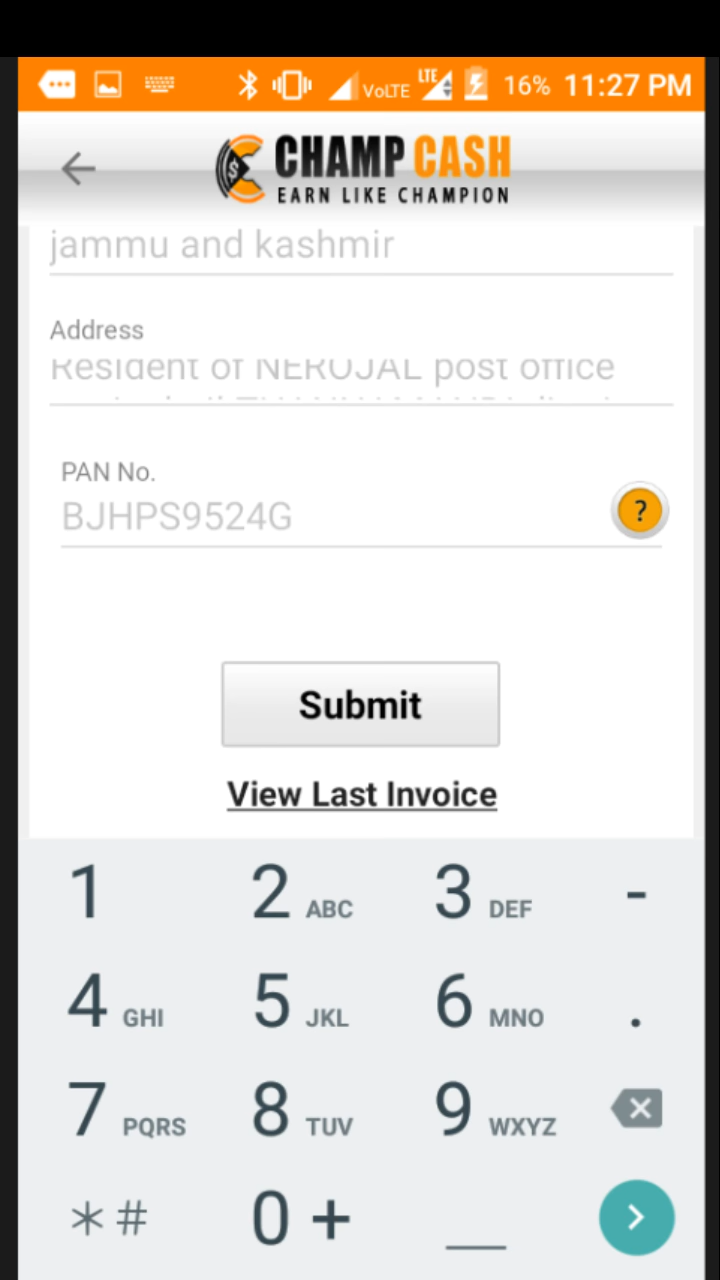 VoLTE LTE 16% 11:27 PM
CHAMP CASH
EARN LIKE CHAMPION
jammu and kashmir
Address
Resident of NEROJAL post office
PAN No.
BJHPS9524G
?
Submit
View Last Invoice
1 2 ABC 3 DEF -
4 GHI 5 JKL 6 MNO .
7 PQRS 8 TUV 9 WXYZ
*# 0 +